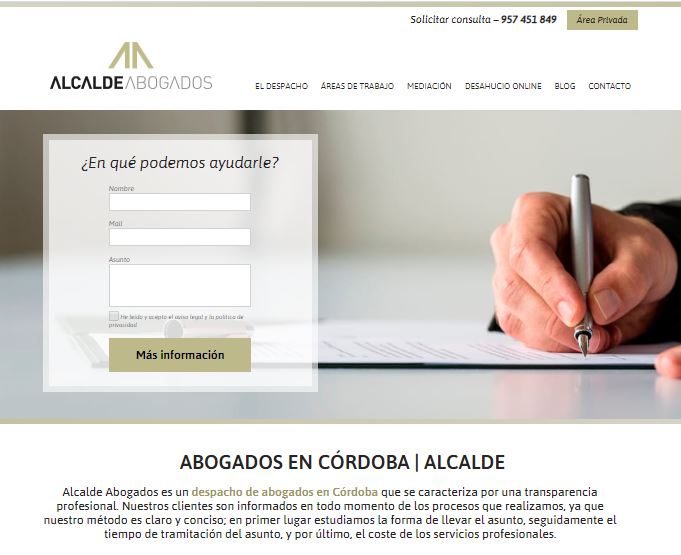 Solicitar consulta – 957 451 849
Área Privada
ALCALDEABOGADOS
EL DESPACHO ÁREAS DE TRABAJO MEDIACIÓN DESAHUCIO ONLINE BLOG CONTACTO
¿En qué podemos ayudarle?
Nombre
Mail
Asunto
He leido y acepto el aviso legal y la politica de
privacidad
Más información
ABOGADOS EN CÓRDOBA | ALCALDE
Alcalde Abogados es un despacho de abogados en Córdoba que se caracteriza por una transparencia
profesional. Nuestros clientes son informados en todo momento de los procesos que realizamos, ya que
nuestro método es claro y conciso; en primer lugar estudiamos la forma de llevar el asunto, seguidamente el
tiempo de tramitación del asunto, y por último, el coste de los servicios profesionales.